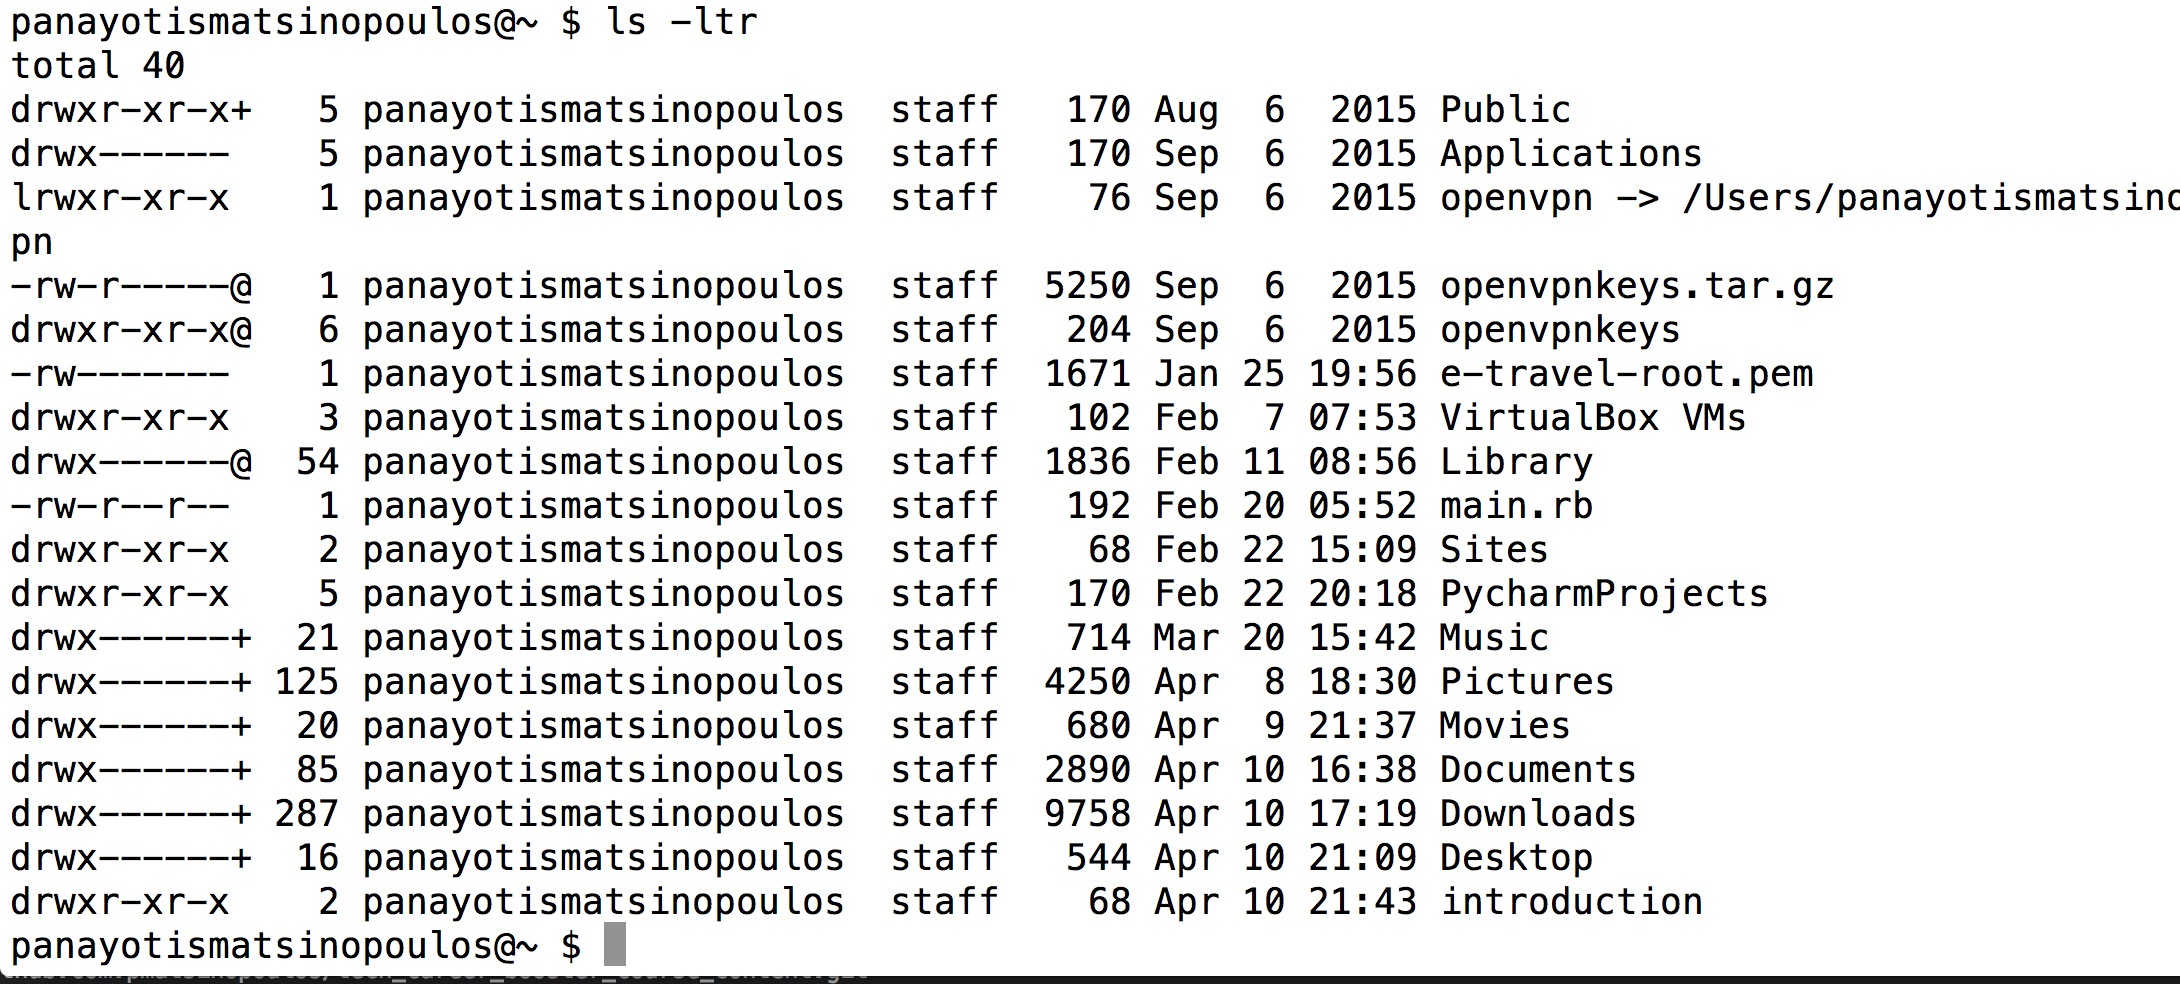 panayotismatsinopoulos@~ $ ls -ltr
total 40
drwxr-xr-x+   5 panayotismatsinopoulos  staff   170 Aug  6  2015 Public
drwx------    5 panayotismatsinopoulos  staff   170 Sep  6  2015 Applications
lrwxr-xr-x    1 panayotismatsinopoulos  staff    76 Sep  6  2015 openvpn -> /Users/panayotismatsino
pn
-rw-r-----@   1 panayotismatsinopoulos  staff  5250 Sep  6  2015 openvpnkeys.tar.gz
drwxr-xr-x@   6 panayotismatsinopoulos  staff   204 Sep  6  2015 openvpnkeys
-rw-------    1 panayotismatsinopoulos  staff  1671 Jan 25 19:56 e-travel-root.pem
drwxr-xr-x    3 panayotismatsinopoulos  staff   102 Feb  7 07:53 VirtualBox VMs
drwx------@  54 panayotismatsinopoulos  staff  1836 Feb 11 08:56 Library
-rw-r--r--    1 panayotismatsinopoulos  staff   192 Feb 20 05:52 main.rb
drwxr-xr-x    2 panayotismatsinopoulos  staff    68 Feb 22 15:09 Sites
drwxr-xr-x    5 panayotismatsinopoulos  staff   170 Feb 22 20:18 PycharmProjects
drwx------+  21 panayotismatsinopoulos  staff   714 Mar 20 15:42 Music
drwx------+ 125 panayotismatsinopoulos  staff  4250 Apr  8 18:30 Pictures
drwx------+  20 panayotismatsinopoulos  staff   680 Apr  9 21:37 Movies
drwx------+  85 panayotismatsinopoulos  staff  2890 Apr 10 16:38 Documents
drwx------+ 287 panayotismatsinopoulos  staff  9758 Apr 10 17:19 Downloads
drwx------+  16 panayotismatsinopoulos  staff   544 Apr 10 21:09 Desktop
drwxr-xr-x    2 panayotismatsinopoulos  staff    68 Apr 10 21:43 introduction
panayotismatsinopoulos@~ $